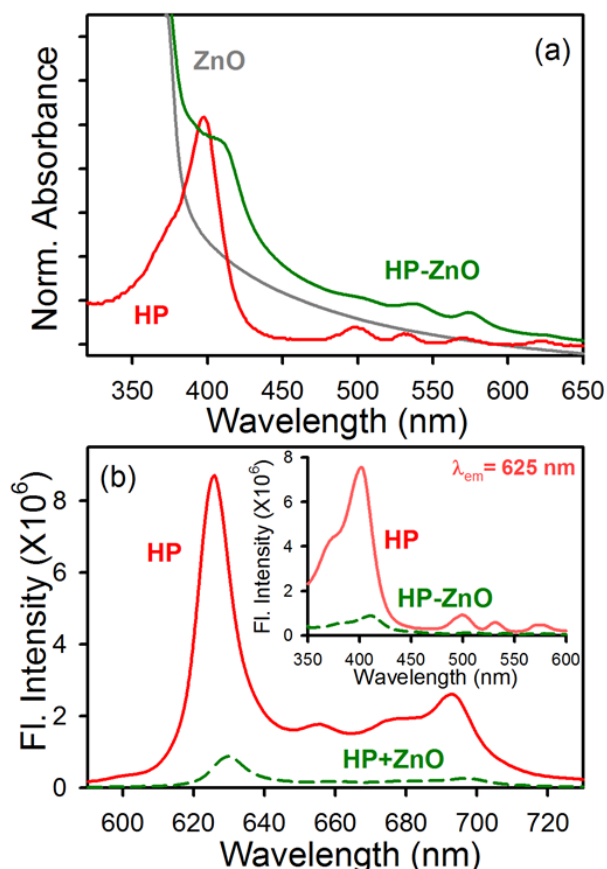 (a)
ZnO
Norm. Absorbance
HP-ZnO
HP
350 400 450 500 550 600 650
Wavelength (nm)
(b)
HP
Fl. Intensity (X10⁶)
8
6
4
2
0
HP+ZnO
600 620 640 660 680 700 720
Wavelength (nm)
λem= 625 nm
HP
HP-ZnO
Fl. Intensity (X10⁶)
8
6
4
2
0
350 400 450 500 550 600
Wavelength (nm)